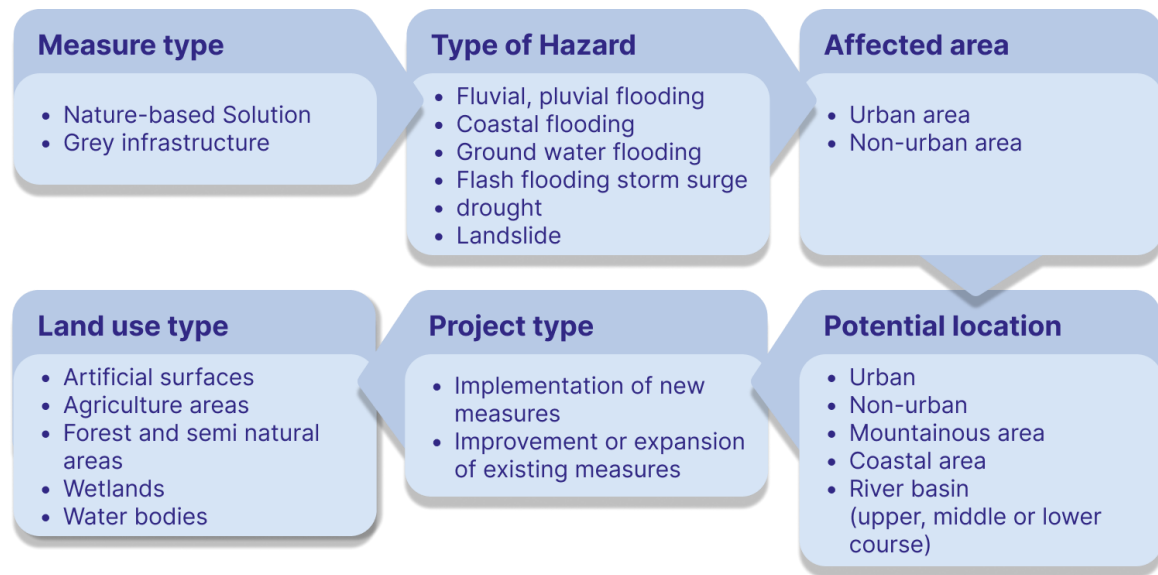 Measure type
• Nature-based Solution
• Grey infrastructure
Type of Hazard
• Fluvial, pluvial flooding
• Coastal flooding
• Ground water flooding
• Flash flooding storm surge
• drought
• Landslide
Affected area
• Urban area
• Non-urban area
Potential location
• Urban
• Non-urban
• Mountainous area
• Coastal area
• River basin
(upper, middle or lower
course)
Project type
• Implementation of new
measures
• Improvement or expansion
of existing measures
Land use type
• Artificial surfaces
• Agriculture areas
• Forest and semi natural
areas
• Wetlands
• Water bodies